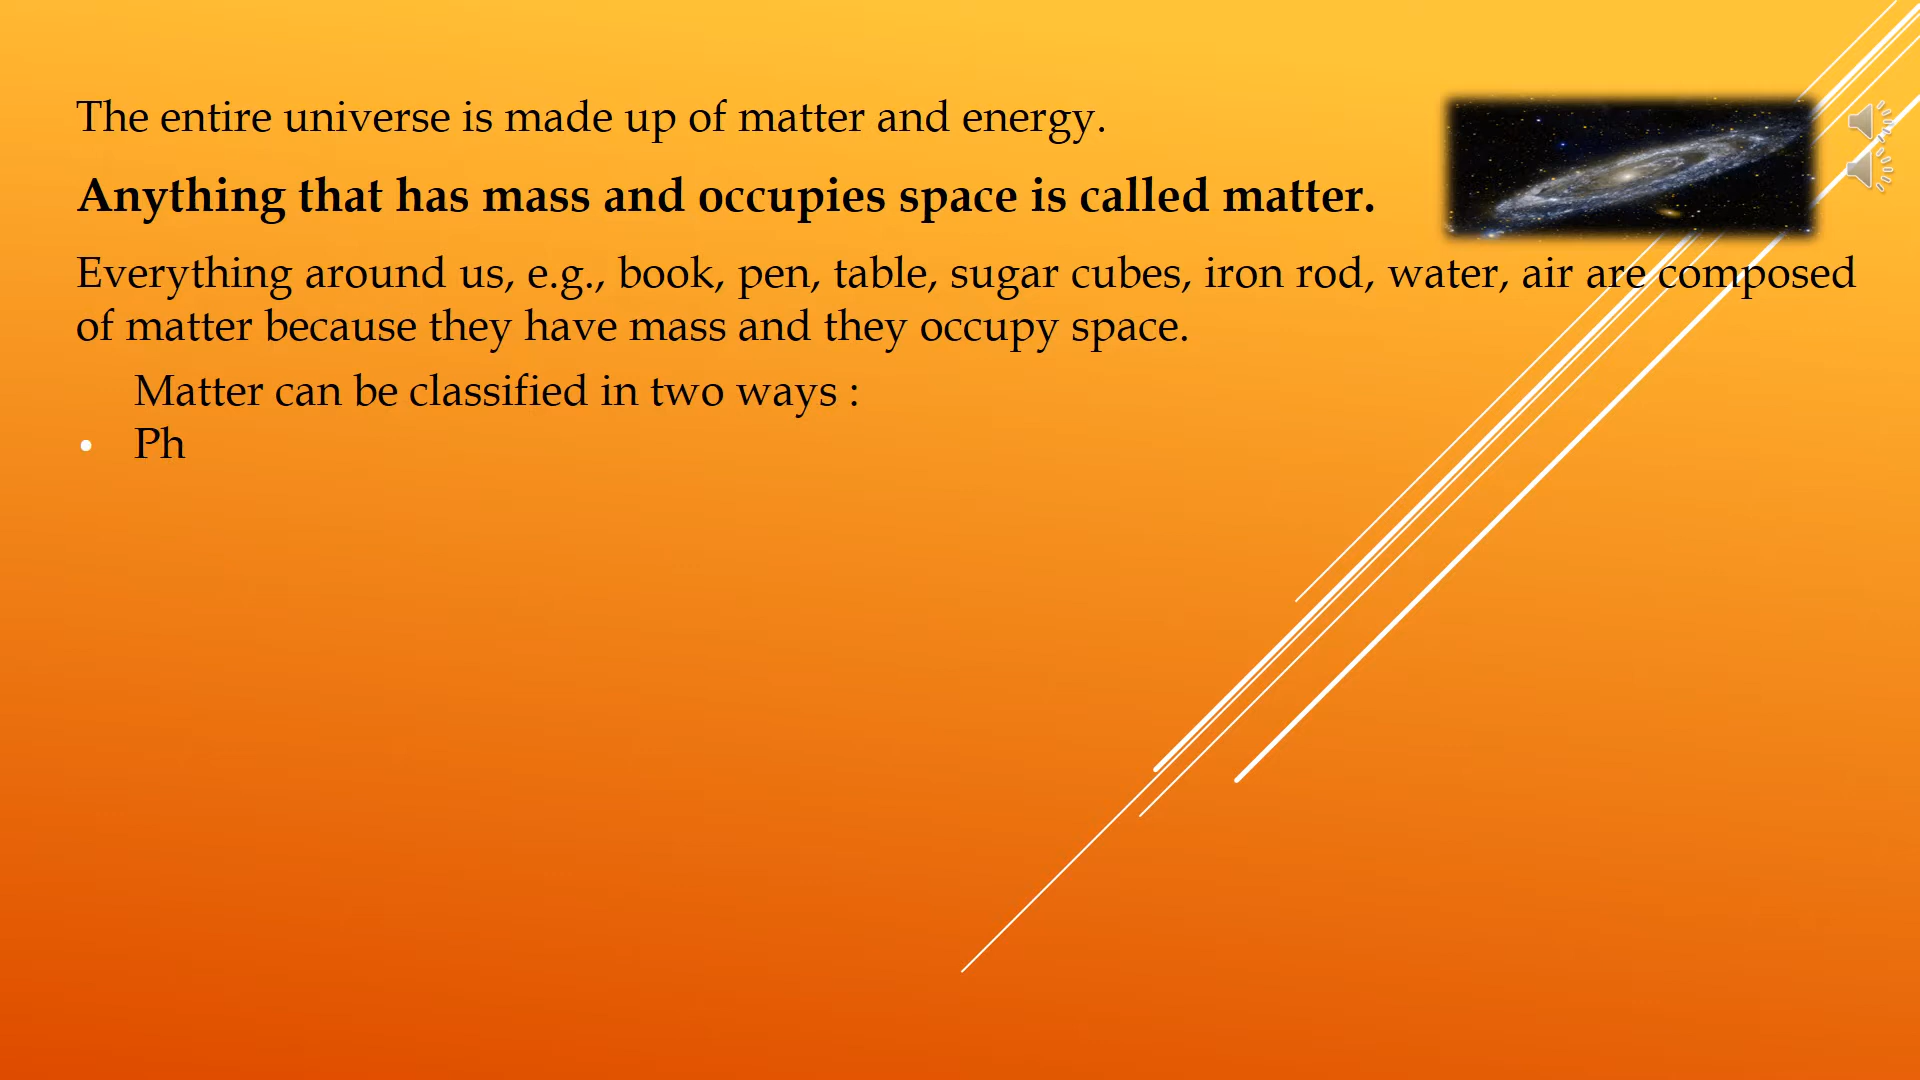 The entire universe is made up of matter and energy.
Anything that has mass and occupies space is called matter.
Everything around us, e.g., book, pen, table, sugar cubes, iron rod, water, air are composed
of matter because they have mass and they occupy space.
Matter can be classified in two ways :
• Ph